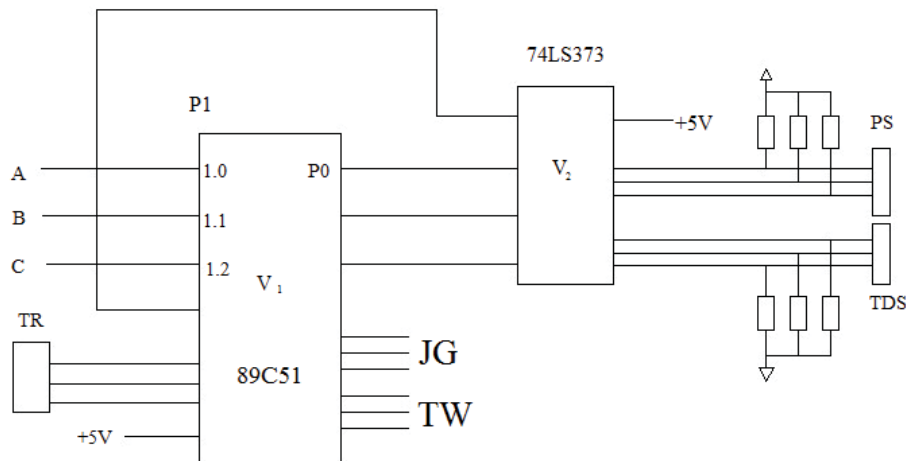 74LS373
P1
+5V
PS
A
1.0
P0
V2
B
1.1
C
1.2
V1
TR
TDS
JG
89C51
TW
+5V